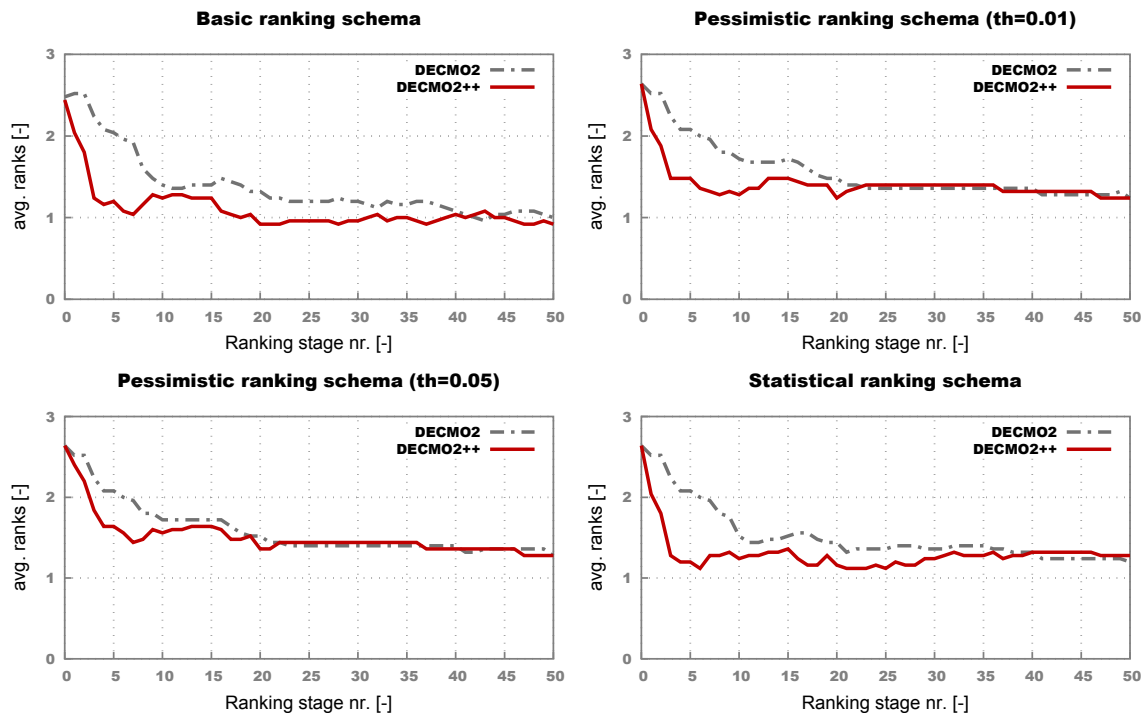 Basic ranking schema
3
2
1
0
avg. ranks [-]
DECMO2
DECMO2++
0 5 10 15 20 25 30 35 40 45 50
Ranking stage nr. [-]
Pessimistic ranking schema (th=0.01)
3
2
1
0
avg. ranks [-]
DECMO2
DECMO2++
0 5 10 15 20 25 30 35 40 45 50
Ranking stage nr. [-]
Pessimistic ranking schema (th=0.05)
3
2
1
0
avg. ranks [-]
DECMO2
DECMO2++
0 5 10 15 20 25 30 35 40 45 50
Ranking stage nr. [-]
Statistical ranking schema
3
2
1
0
avg. ranks [-]
DECMO2
DECMO2++
0 5 10 15 20 25 30 35 40 45 50
Ranking stage nr. [-]